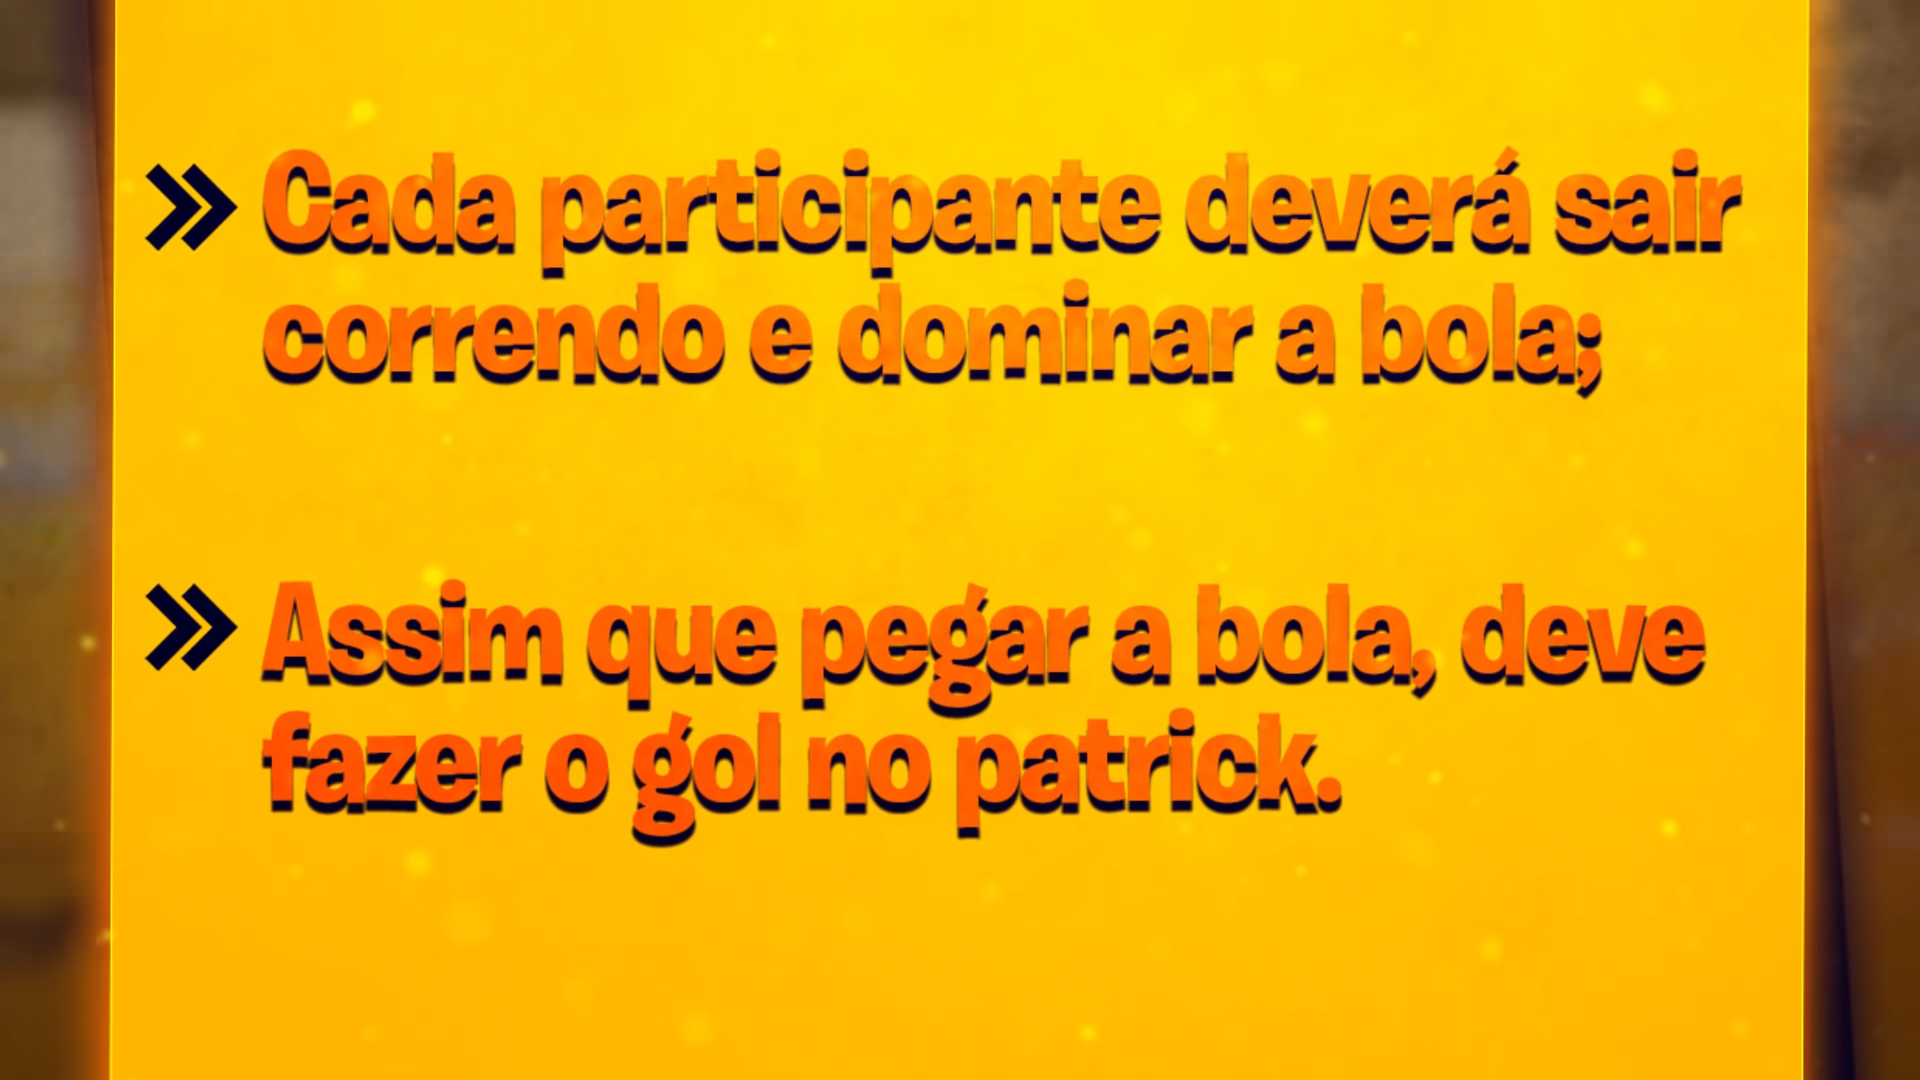 Cada participante deverá sair
correndo e dominar a bola;
Assim que pegar a bola, deve
fazer o gol no patrick.